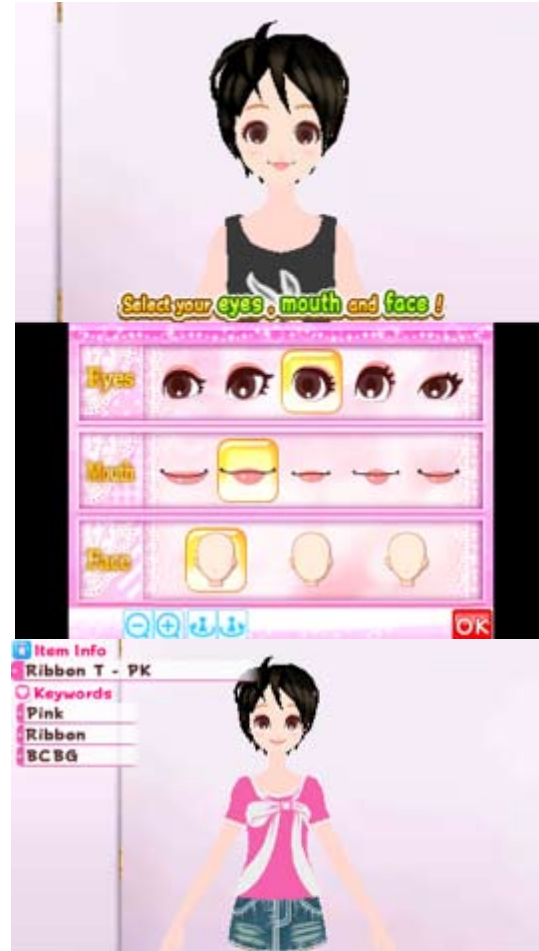 Select your eyes, mouth and face!
Eyes
Mouth
Face
OK
Item Info
Ribbon T - PK
Keywords
Pink
Ribbon
BCBG